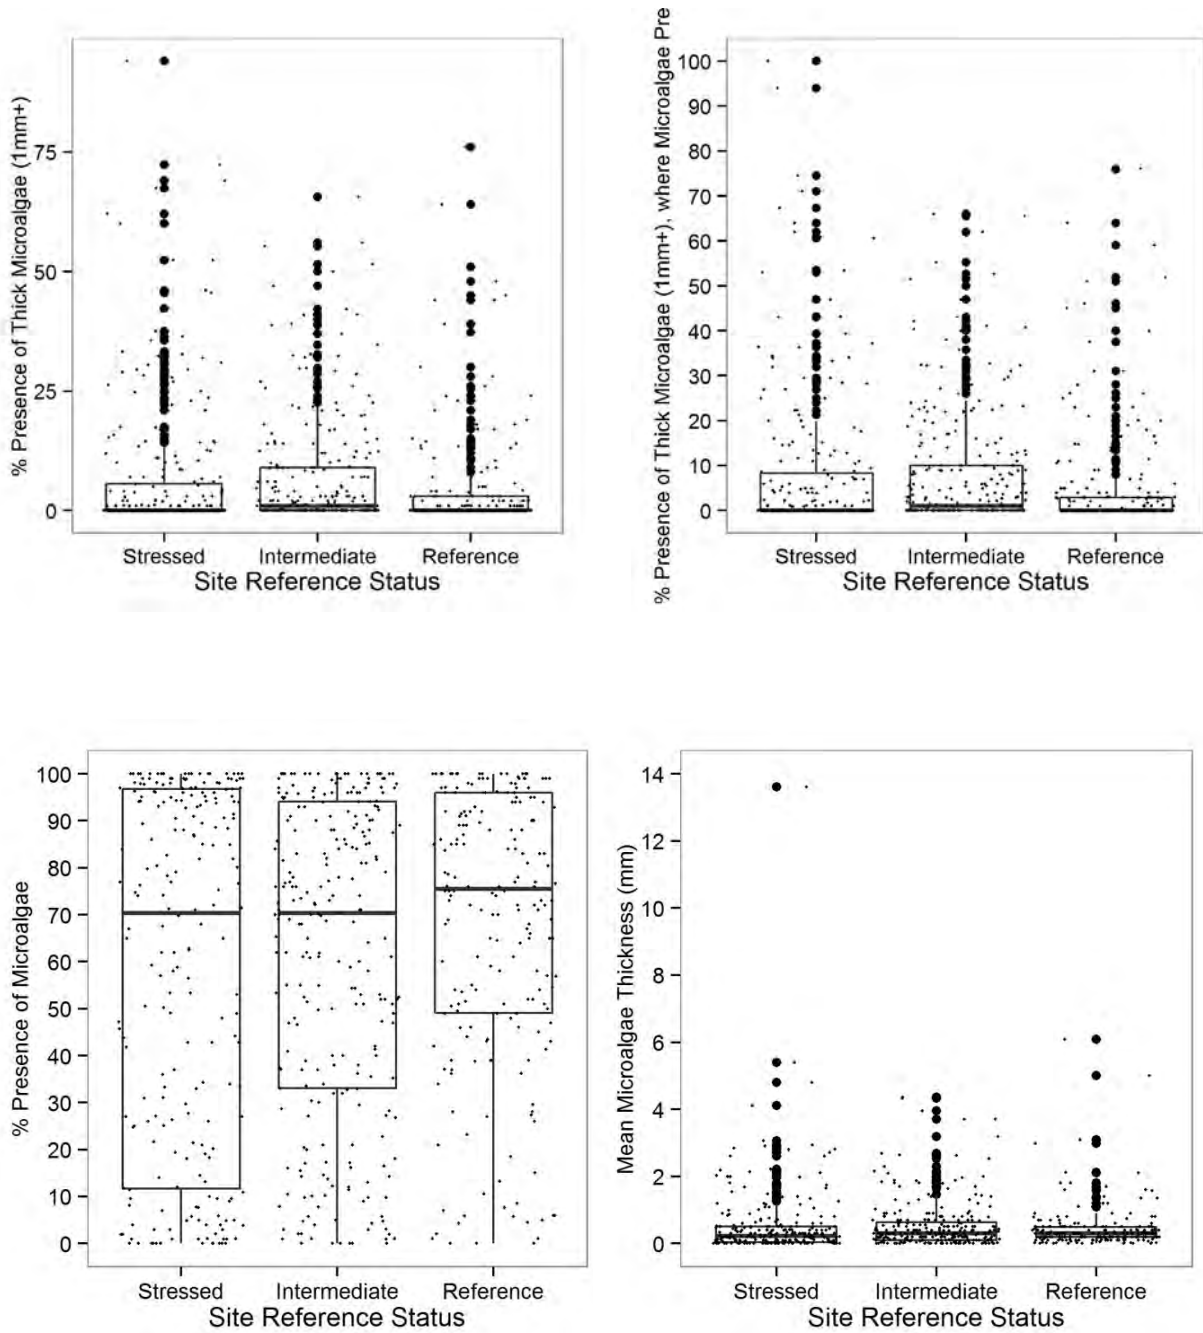 % Presence of Thick Microalgae (1mm+)
75
50
25
0
Stressed Intermediate Reference
Site Reference Status
% Presence of Thick Microalgae (1mm+), where Microalgae Pre
100
90
80
70
60
50
40
30
20
10
0
Stressed Intermediate Reference
Site Reference Status
% Presence of Microalgae
100
90
80
70
60
50
40
30
20
10
0
Stressed Intermediate Reference
Site Reference Status
Mean Microalgae Thickness (mm)
14
12
10
8
6
4
2
0
Stressed Intermediate Reference
Site Reference Status